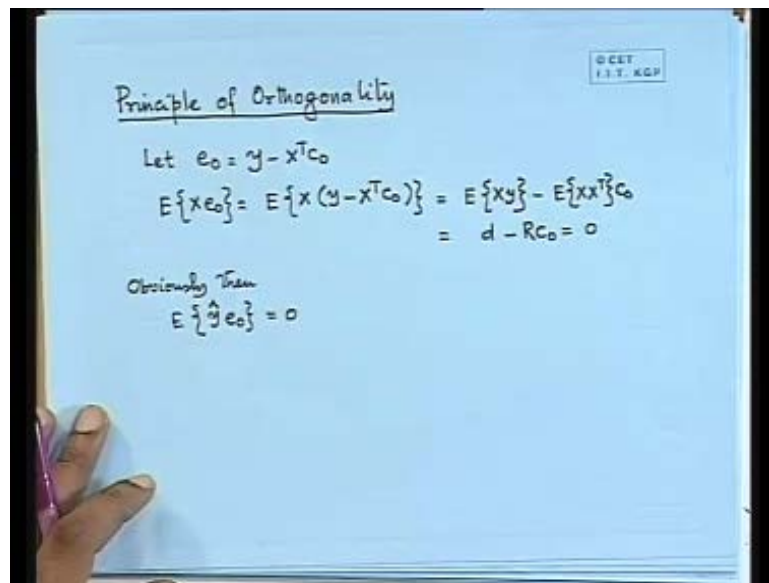 © CET
I.I.T. KGP
Principle of Orthogonality
Let e₀ = y - xᵀc₀
E{xe₀} = E{x(y-xᵀc₀)} = E{xy} - E{xxᵀ}c₀
= d - Rc₀ = 0
Obviously Then
E{ŷe₀} = 0